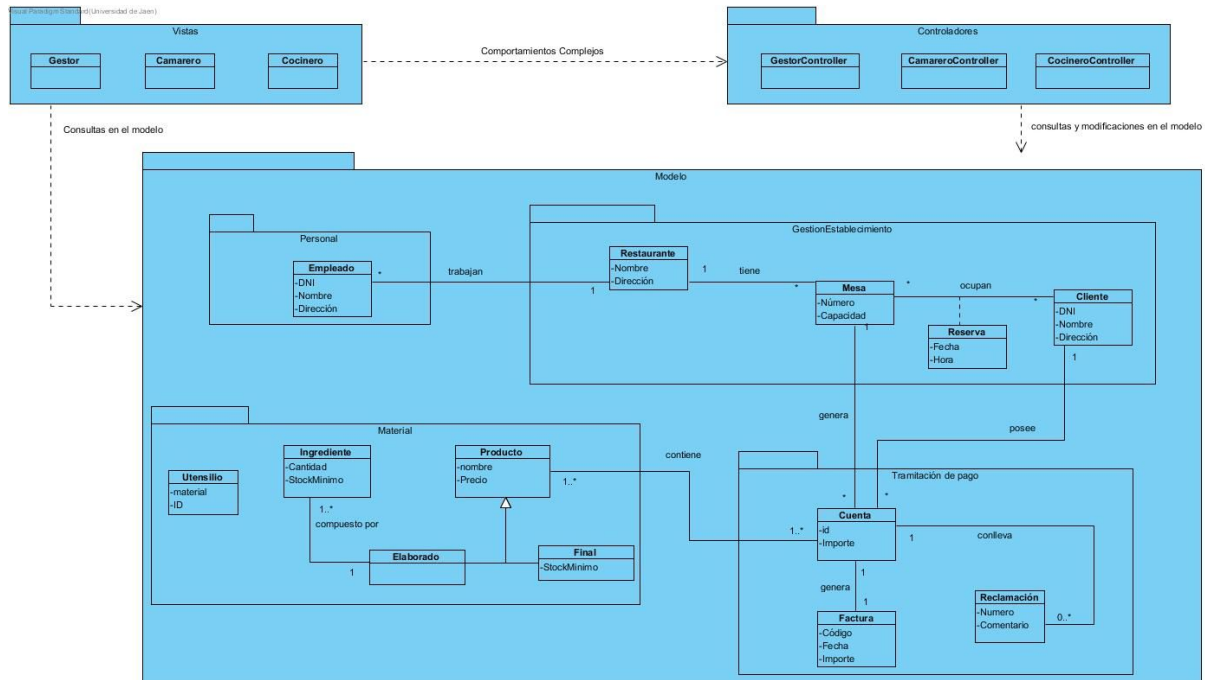 Visual Paradigm Standard(Universidad de Jaen)
Vistas
Gestor
Camarero
Cocinero
Comportamientos Complejos
Controladores
GestorController
CamareroController
CocineroController
Consultas en el modelo
consultas y modificaciones en el modelo
Modelo
Personal
Empleado
-DNI
-Nombre
-Dirección
*
trabajan
1
GestionEstablecimiento
Restaurante
-Nombre
-Dirección
1
tiene
*
Mesa
-Número
-Capacidad
1
*
ocupan
*
Reserva
-Fecha
-Hora
Cliente
-DNI
-Nombre
-Dirección
1
genera
posee
Material
Utensilio
-material
-ID
Ingrediente
-Cantidad
-StockMinimo
1..*
compuesto por
1
Elaborado
Producto
-nombre
-Precio
1..*
Final
-StockMinimo
contiene
1..*
Tramitación de pago
*
*
Cuenta
-id
-Importe
1
conlleva
1
genera
1
Factura
-Código
-Fecha
-Importe
Reclamación
-Numero
-Comentario
0..*